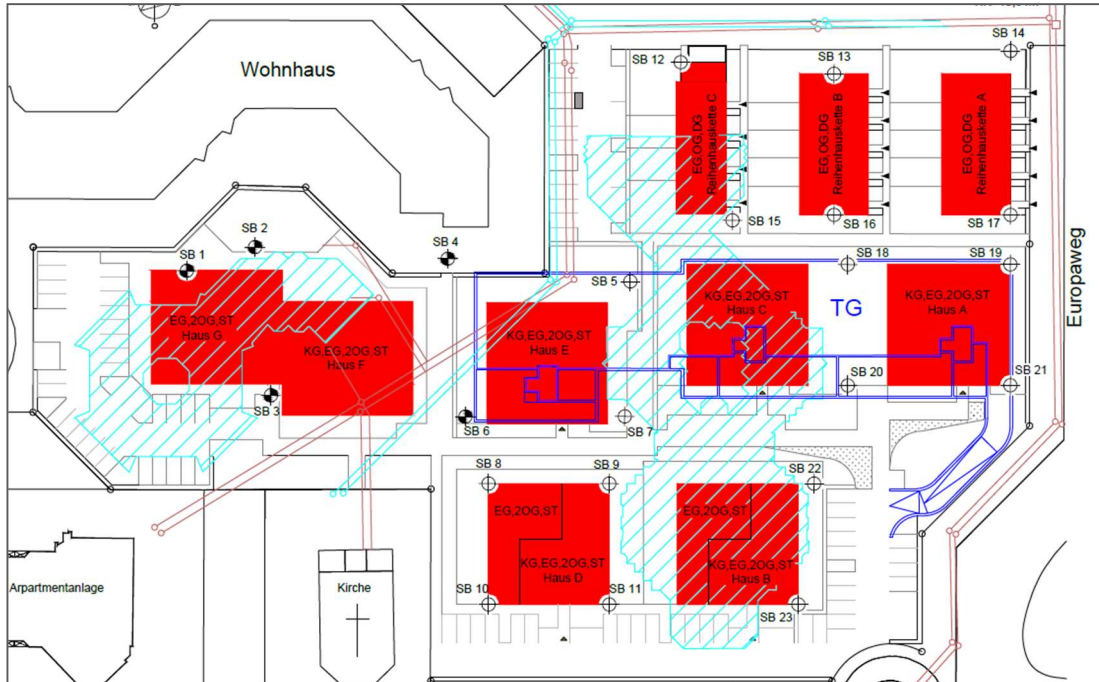 Wohnhaus
SB 12
SB 13
SB 14
EG,OG,DG
Reihenhauskette C
EG,OG,DG
Reihenhauskette B
EG,OG,DG
Reihenhauskette A
SB 15
SB 16
SB 17
SB 1
SB 2
SB 4
SB 5
SB 18
SB 19
EG,2OG,ST
Haus G
KG,EG,2OG,ST
Haus F
KG,EG,2OG,ST
Haus E
KG,EG,2OG,ST
Haus C
TG
KG,EG,2OG,ST
Haus A
Europaweg
SB 3
SB 6
SB 7
SB 20
SB 21
SB 8
SB 9
SB 22
EG,2OG,ST
KG,EG,2OG,ST
Haus D
EG,2OG,ST
KG,EG,2OG,ST
Haus B
SB 10
SB 11
SB 23
Arpartmentanlage
Kirche